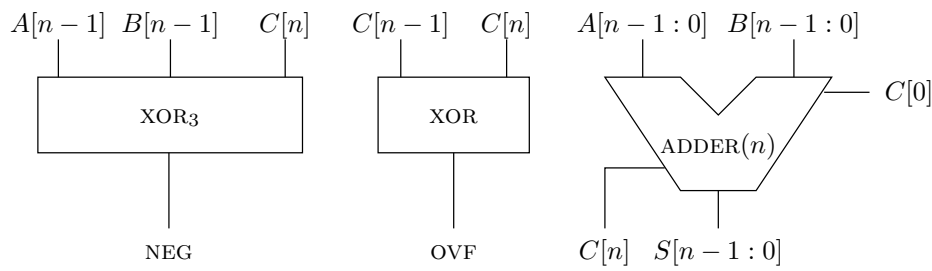 A[n − 1] B[n − 1] C[n] C[n − 1] C[n] A[n − 1 : 0] B[n − 1 : 0]
C[0]
XOR₃ XOR
ADDER(n)
NEG OVF C[n] S[n − 1 : 0]